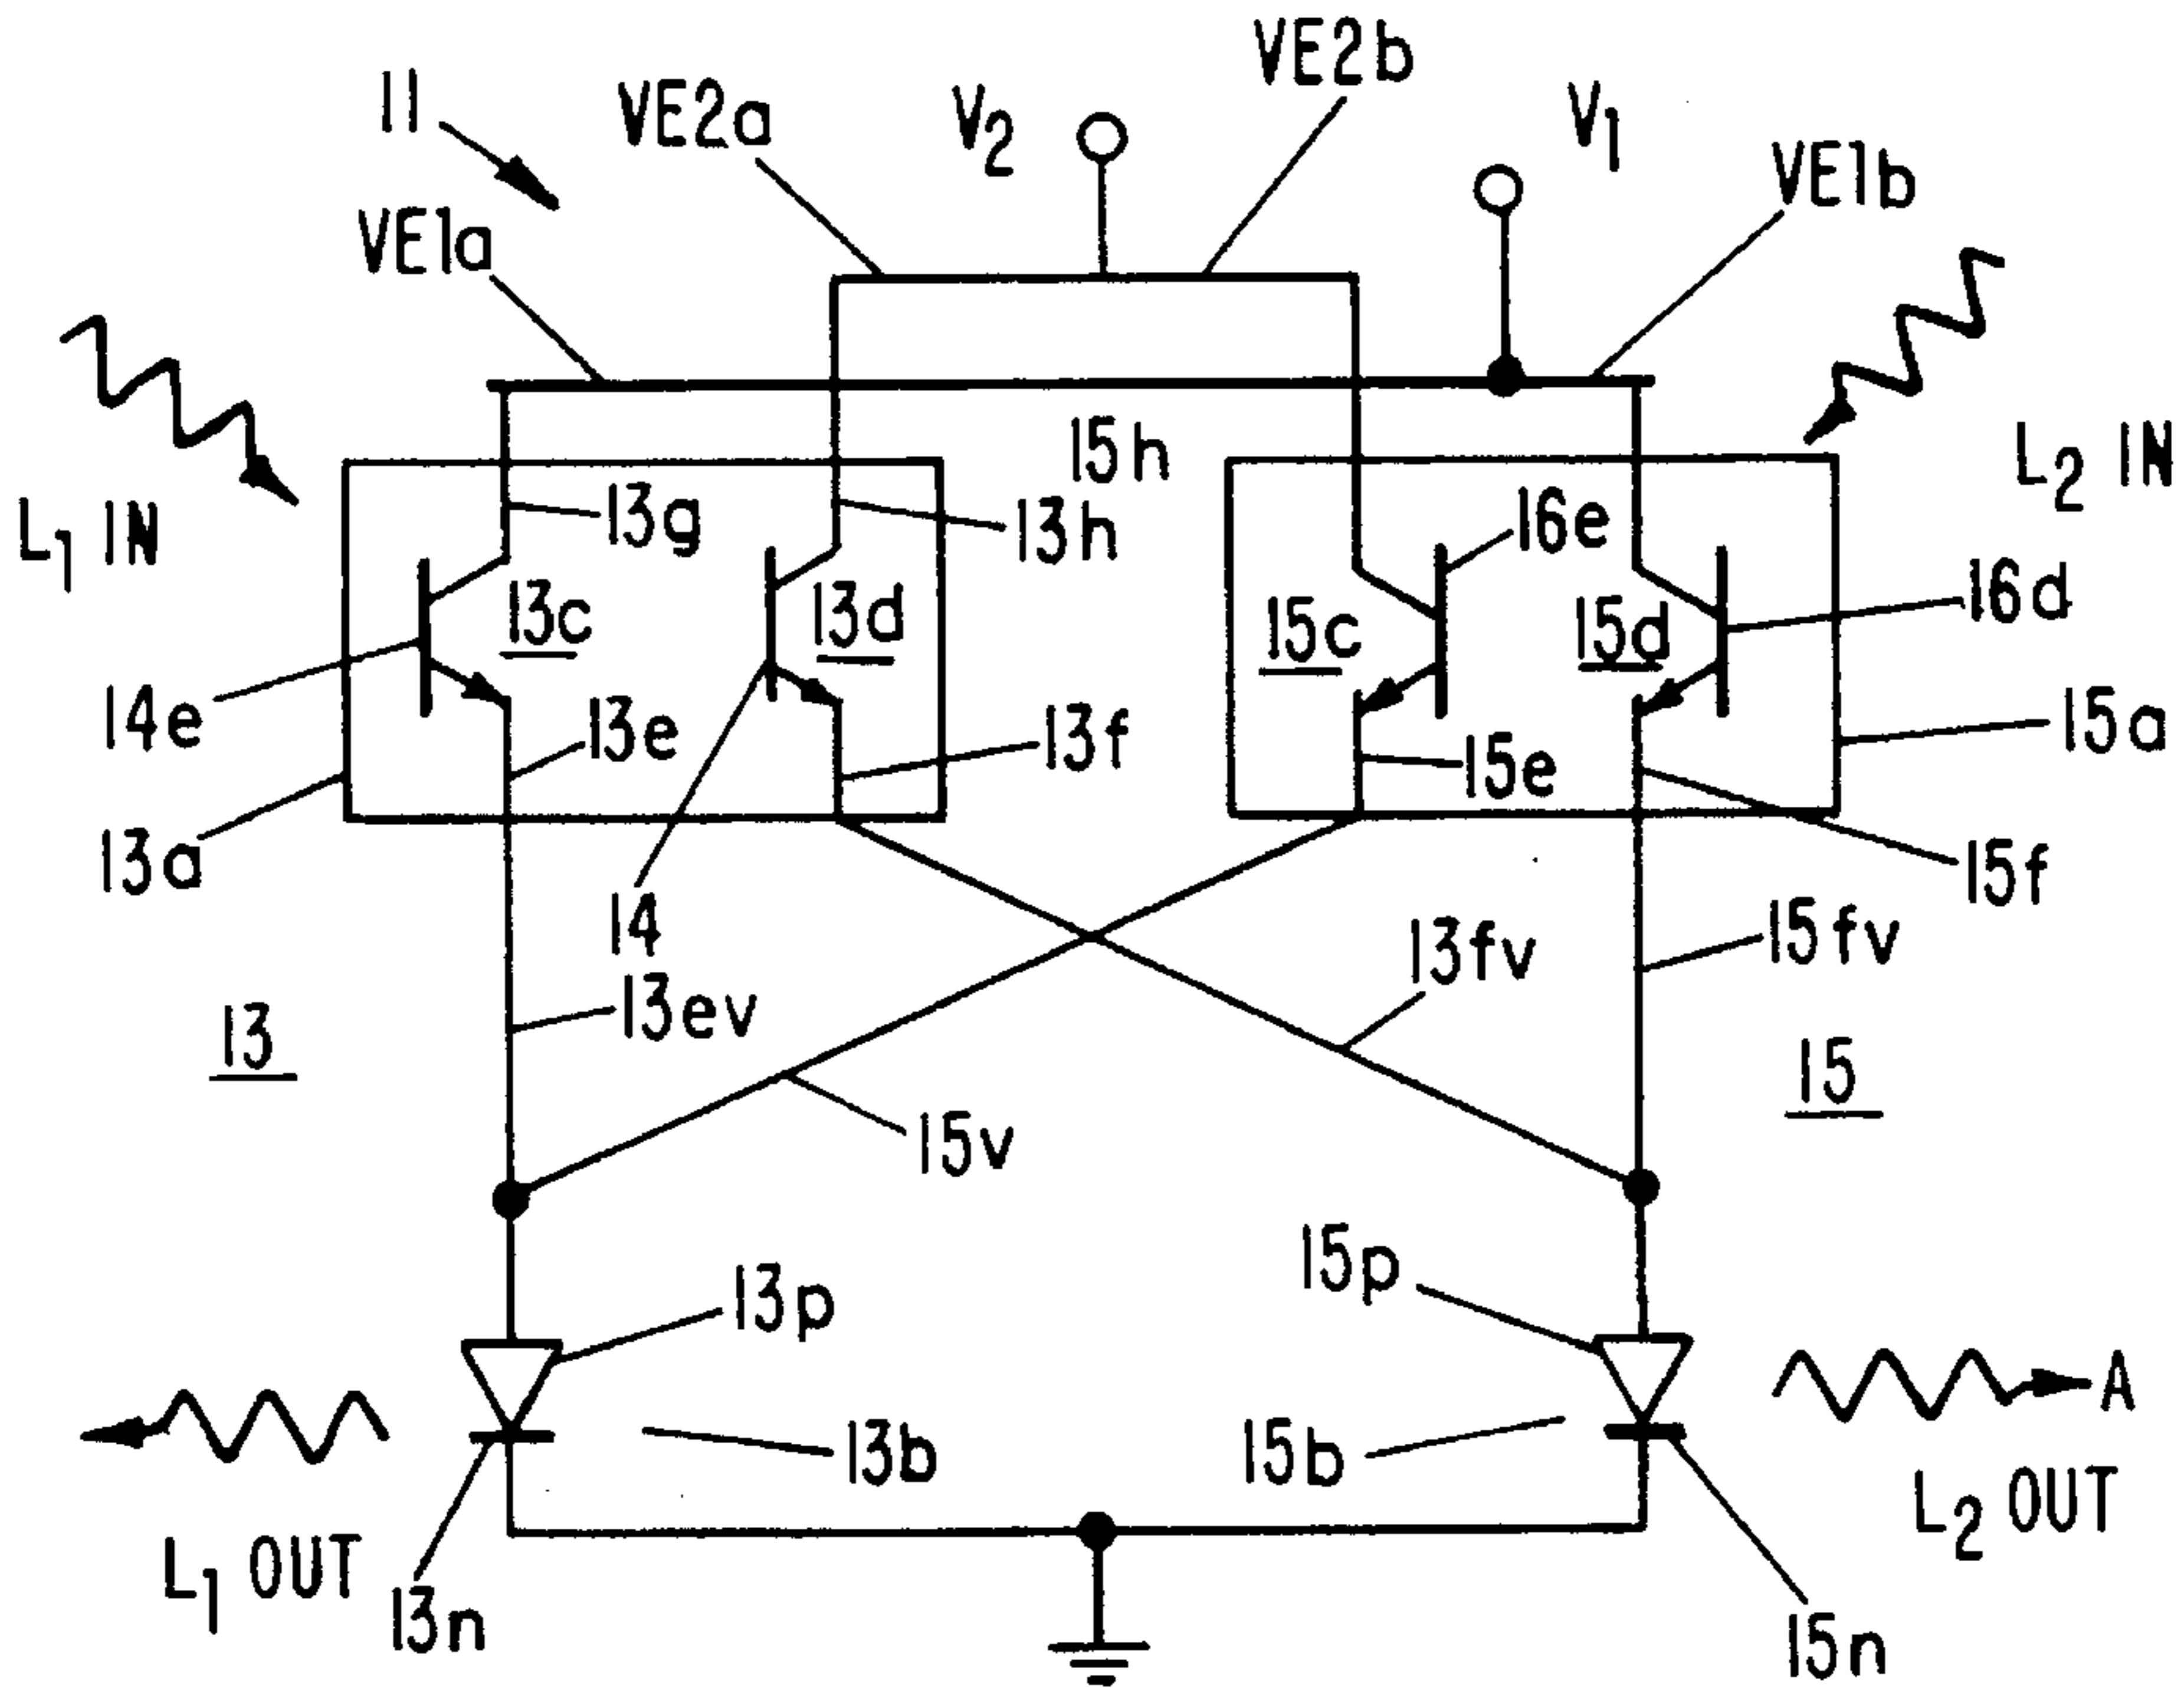 VE2b
11
VE2a
V2
V1
VE1b
VE1a
15h
L2 IN
L1 IN
13g
13h
16e
13c
13d
15c
15d
16d
14e
13e
13f
15e
15a
13a
14
15f
13fv
15fv
13
13ev
15
15v
13p
15p
A
13b
15b
L2 OUT
L1 OUT
13n
15n